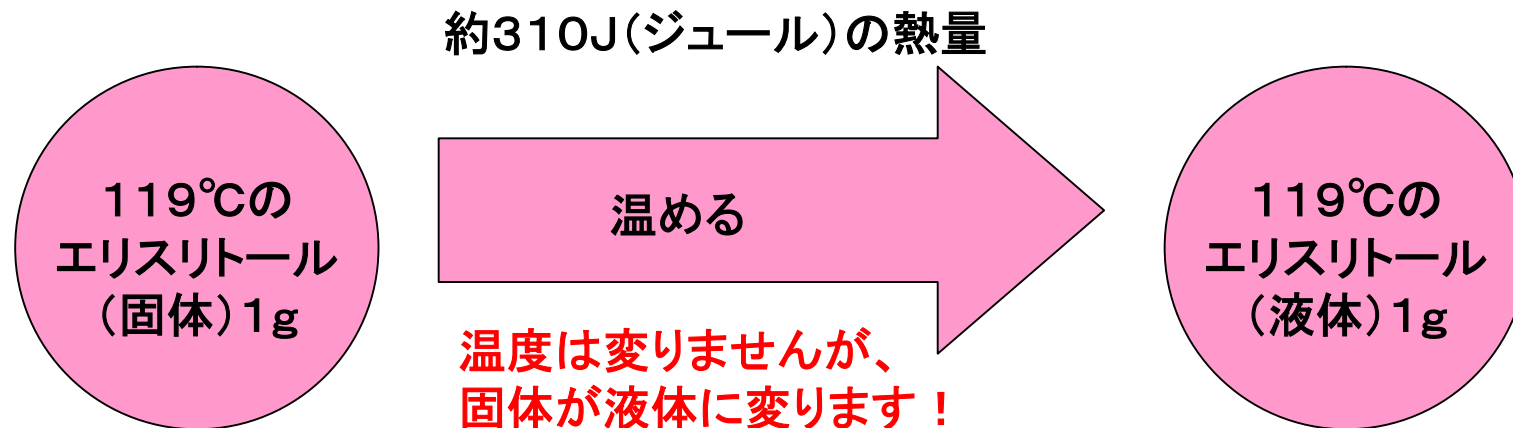 約310J(ジュール)の熱量
119℃の
エリスリトール
(固体)1g
温める
温度は変りませんが、
固体が液体に変ります！
119℃の
エリスリトール
(液体)1g